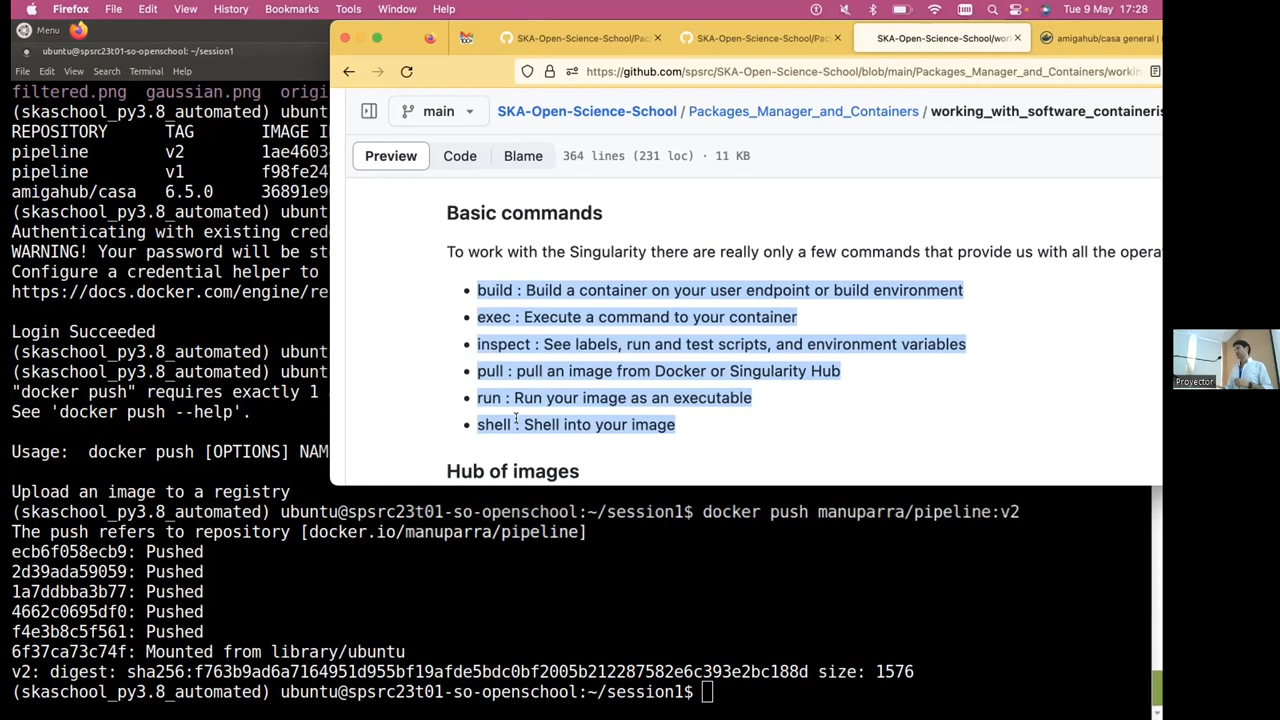 Firefox File Edit View History Bookmarks Tools Window Help Tue 9 May 17:28
Menu
ubuntu@spsrc23t01-so-openschool: ~/session1
File Edit View Search Terminal Help
SKA-Open-Science-School/Pac
SKA-Open-Science-School/Pac
SKA-Open-Science-School/wor
amigahub/casa general |
https://github.com/spsrc/SKA-Open-Science-School/blob/main/Packages_Manager_and_Containers/workin
main
SKA-Open-Science-School / Packages_Manager_and_Containers / working_with_software_containeris
Preview Code Blame 364 lines (231 loc) · 11 KB
Basic commands
To work with the Singularity there are really only a few commands that provide us with all the opera
build : Build a container on your user endpoint or build environment
exec : Execute a command to your container
inspect : See labels, run and test scripts, and environment variables
pull : pull an image from Docker or Singularity Hub
run : Run your image as an executable
shell : Shell into your image
Hub of images
filtered.png gaussian.png origi
(skaschool_py3.8_automated) ubunt
REPOSITORY TAG IMAGE I
pipeline v2 1ae4603
pipeline v1 f98fe24
amigahub/casa 6.5.0 36891e9
(skaschool_py3.8_automated) ubunt
Authenticating with existing cred
WARNING! Your password will be st
Configure a credential helper to
https://docs.docker.com/engine/re
Login Succeeded
(skaschool_py3.8_automated) ubunt
(skaschool_py3.8_automated) ubunt
"docker push" requires exactly 1
See 'docker push --help'.
Usage: docker push [OPTIONS] NAM
Upload an image to a registry
(skaschool_py3.8_automated) ubuntu@spsrc23t01-so-openschool:~/session1$ docker push manuparra/pipeline:v2
The push refers to repository [docker.io/manuparra/pipeline]
ecb6f058ecb9: Pushed
2d39ada59059: Pushed
1a7ddbba3b77: Pushed
4662c0695df0: Pushed
f4e3b8c5f561: Pushed
6f37ca73c74f: Mounted from library/ubuntu
v2: digest: sha256:f763b9ad6a7164951d955bf19afde5bdc0bf2005b212287582e6c393e2bc188d size: 1576
(skaschool_py3.8_automated) ubuntu@spsrc23t01-so-openschool:~/session1$
Proyector